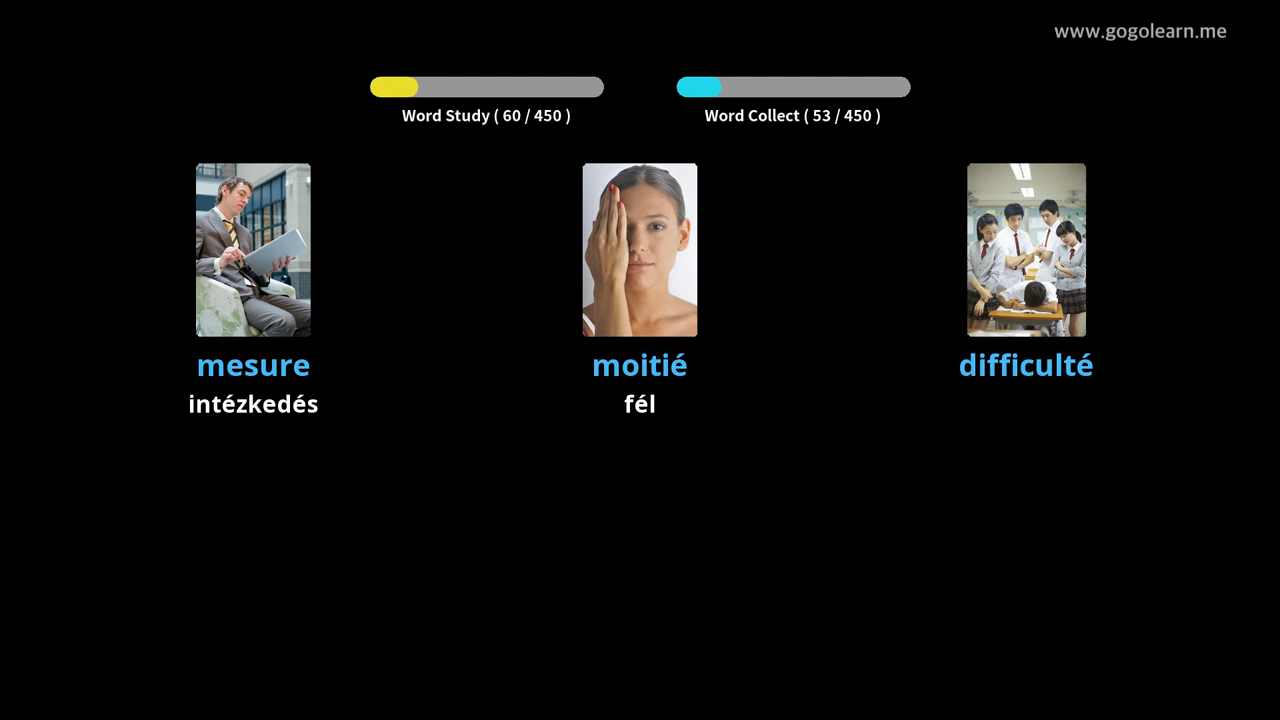 www.gogolearn.me
Word Study ( 60 / 450 )
Word Collect ( 53 / 450 )
mesure
intézkedés
moitié
fél
difficulté